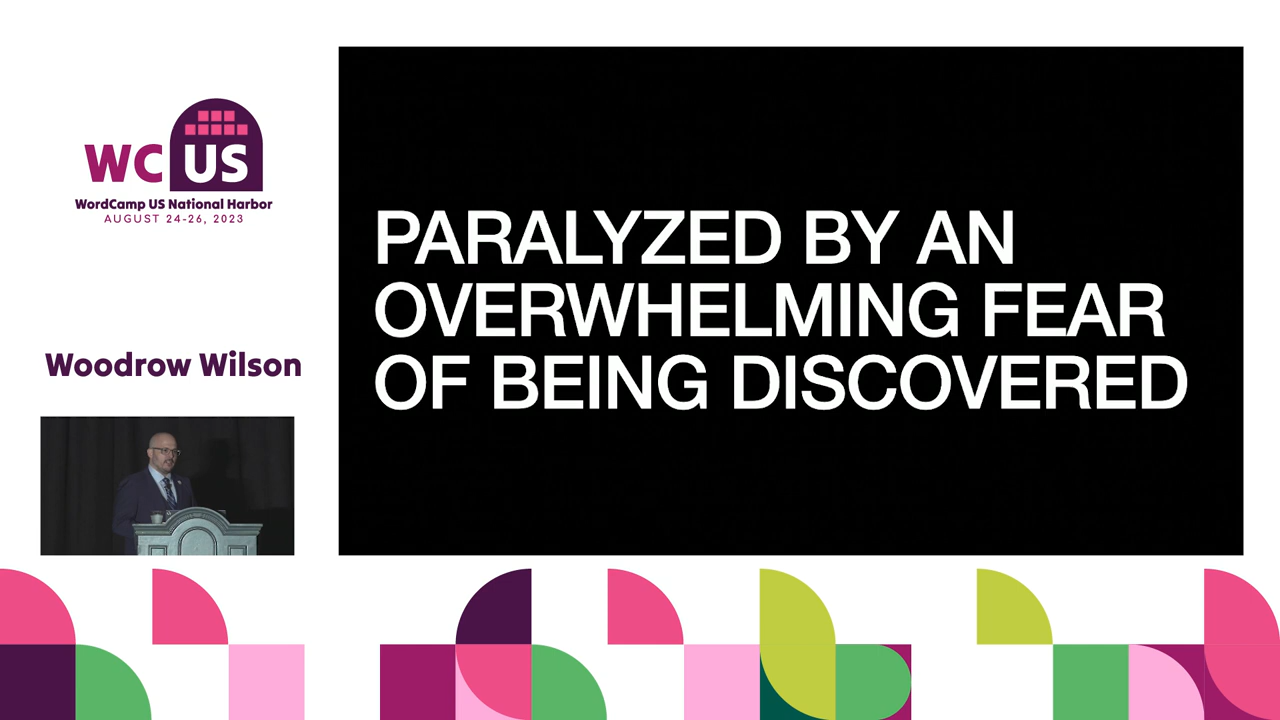 WC US
WordCamp US National Harbor
AUGUST 24-26, 2023
Woodrow Wilson
PARALYZED BY AN
OVERWHELMING FEAR
OF BEING DISCOVERED